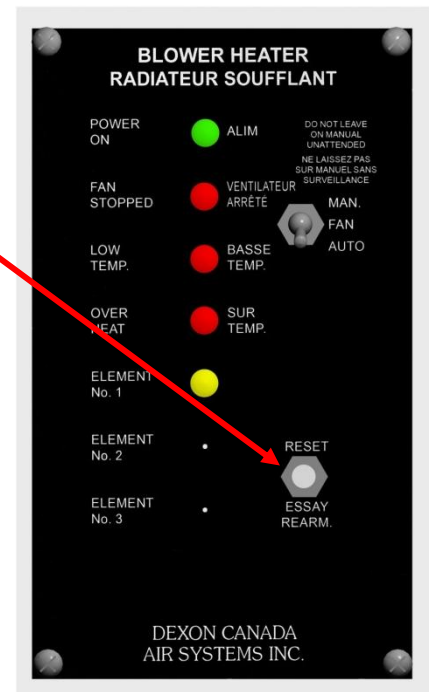 BLOWER HEATER
RADIATEUR SOUFFLANT
POWER
ON
ALIM
DO NOT LEAVE
ON MANUAL
UNATTENDED
NE LAISSEZ PAS
SUR MANUEL SANS
SURVEILLANCE
FAN
STOPPED
VENTILATEUR
ARRÊTÉ
MAN.
FAN
AUTO
LOW
TEMP.
BASSE
TEMP.
OVER
HEAT
SUR
TEMP.
ELEMENT
No. 1
ELEMENT
No. 2
RESET
ELEMENT
No. 3
ESSAY
REARM.
DEXON CANADA
AIR SYSTEMS INC.